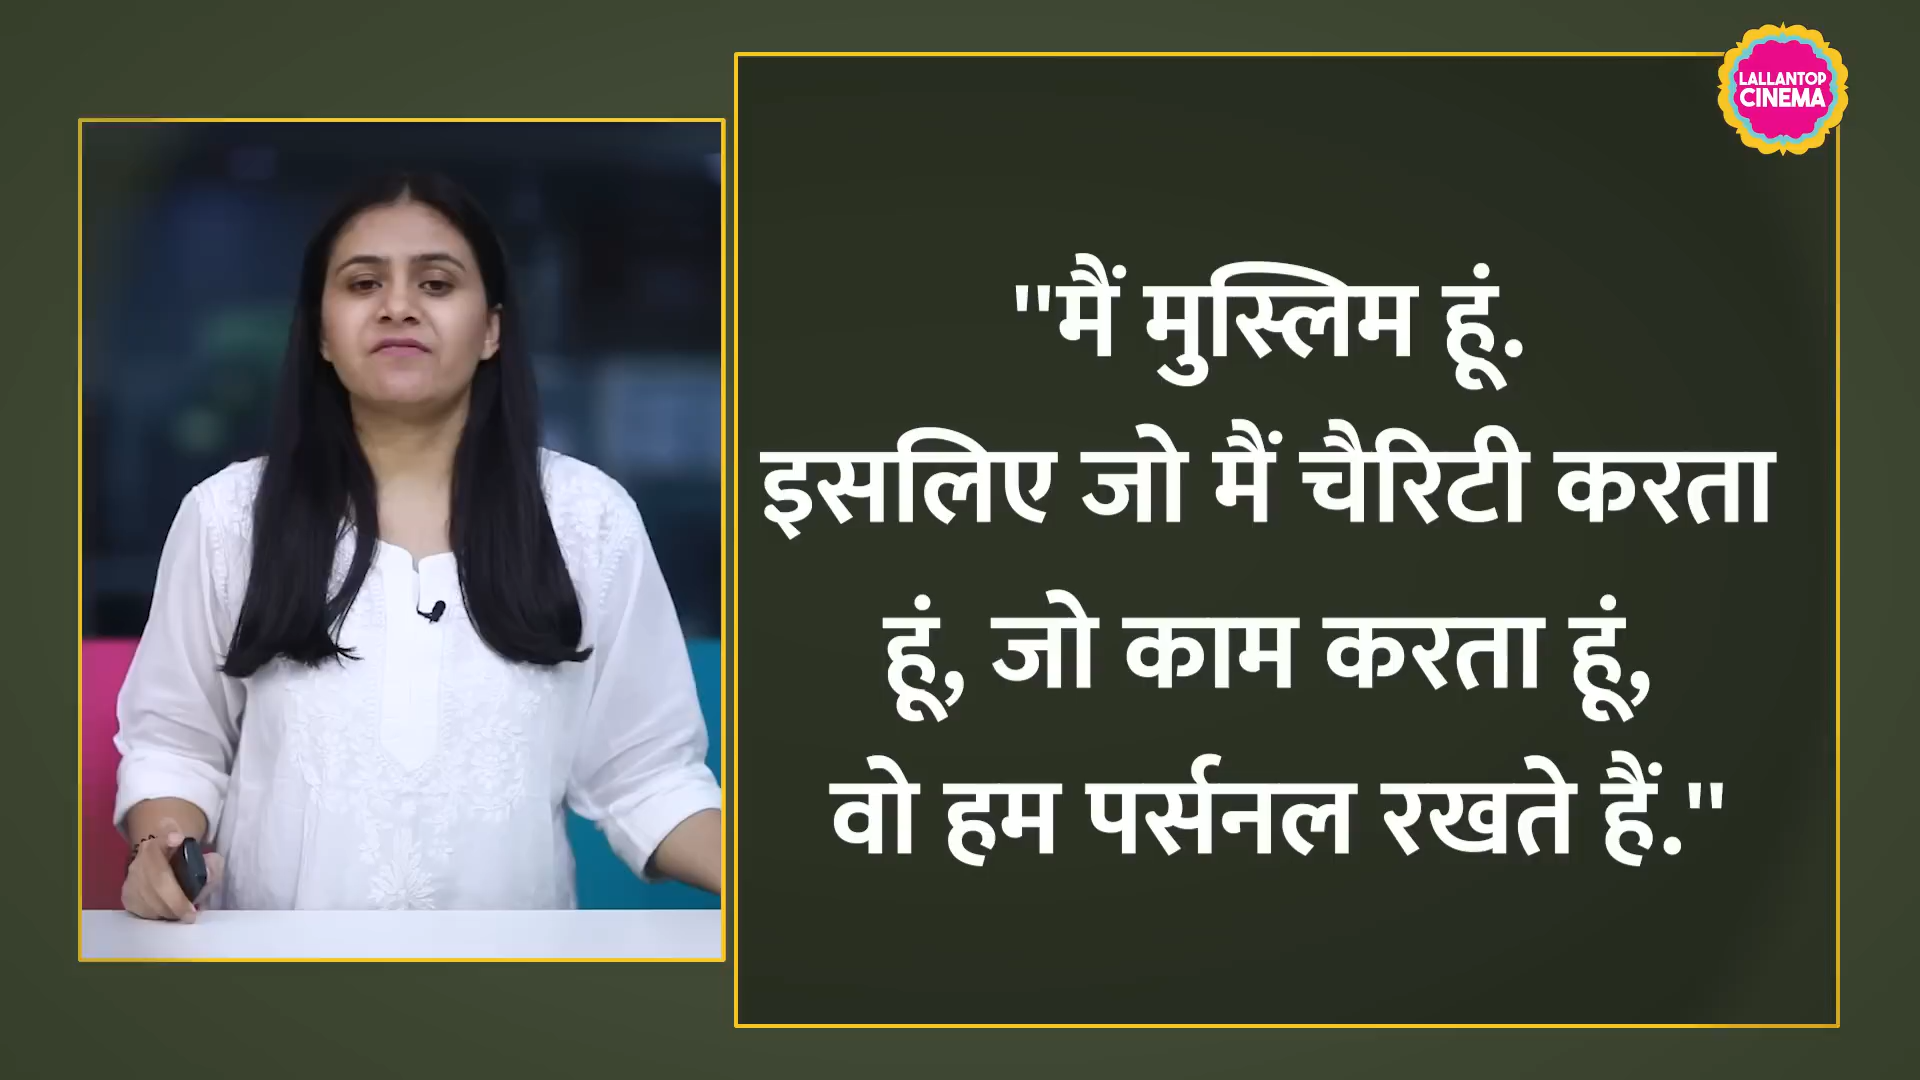 LALLANTOP
CINEMA
"मैं मुस्लिम हूं.
इसलिए जो मैं चैरिटी करता
हूं, जो काम करता हूं,
वो हम पर्सनल रखते हैं."